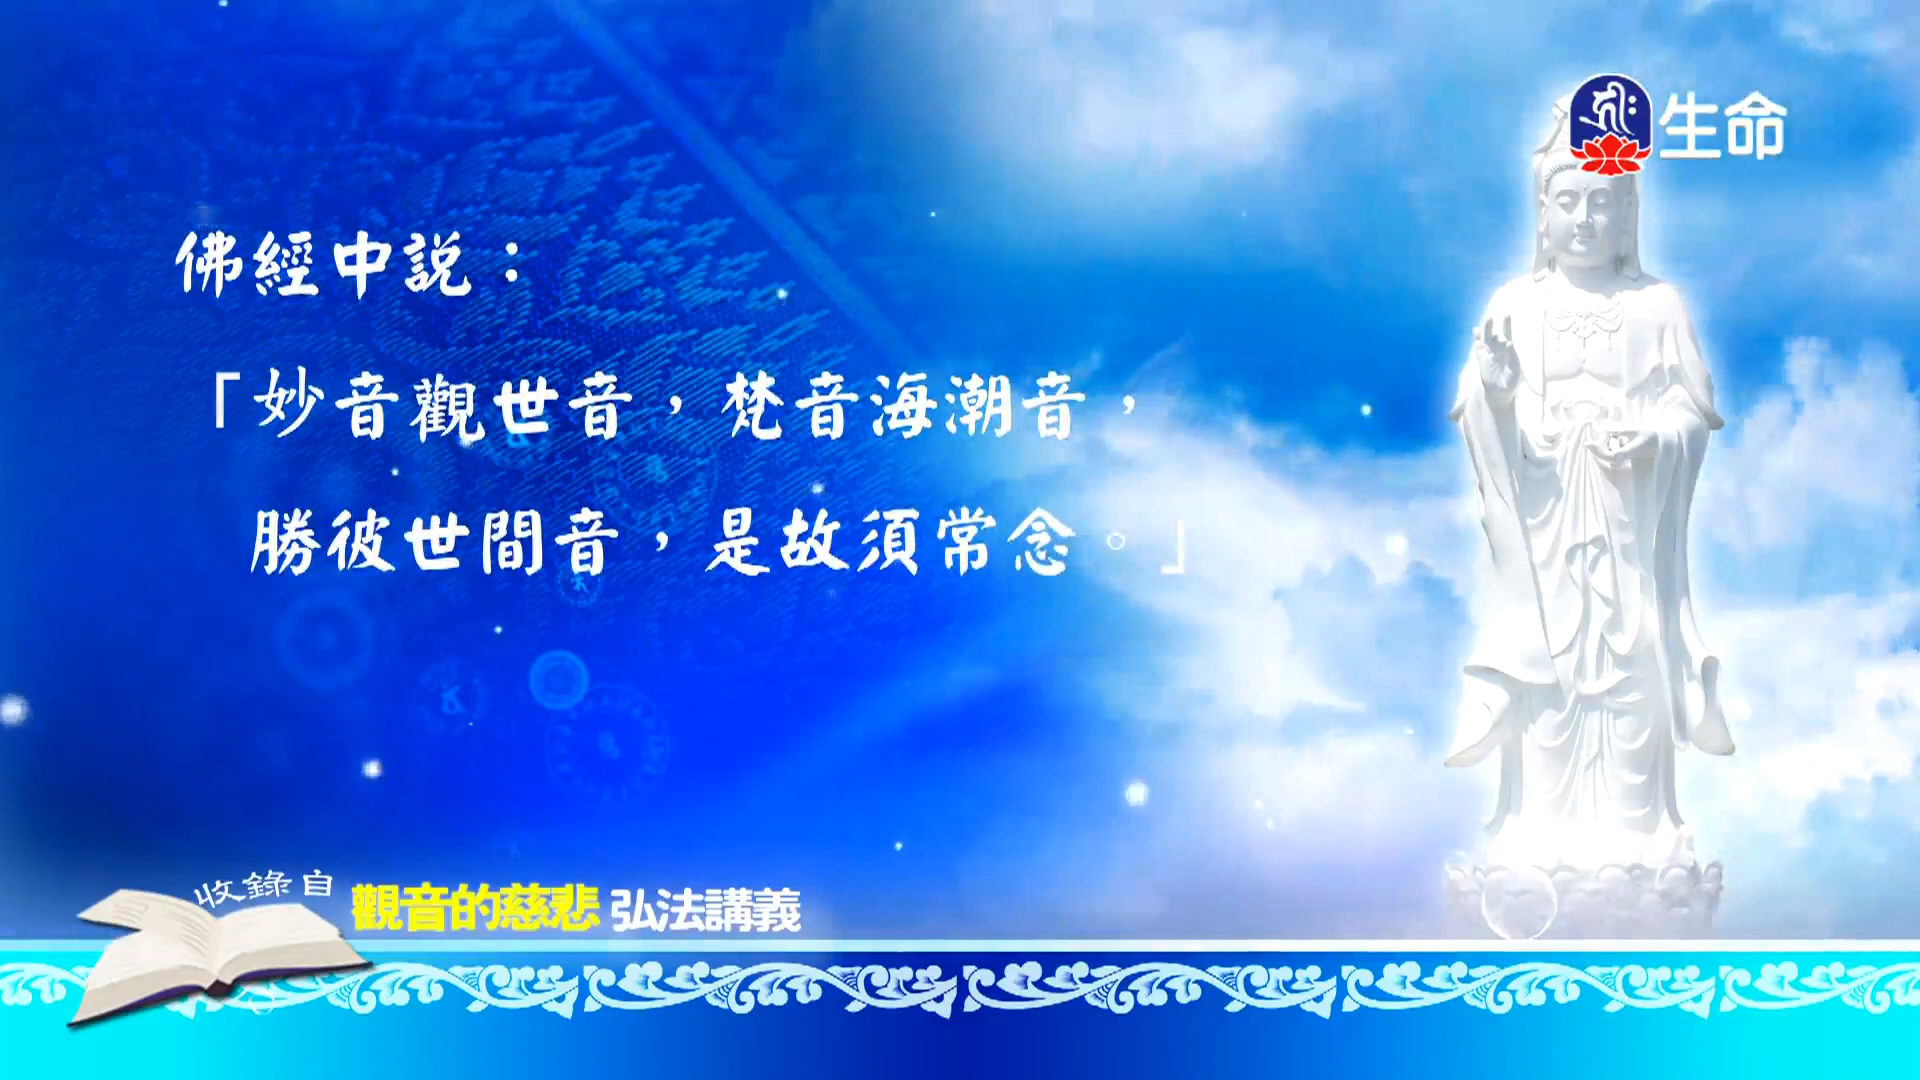 生命
佛經中説：
「妙音觀世音，梵音海潮音，
勝彼世間音，是故須常念。」
收錄自 觀音的慈悲 弘法講義